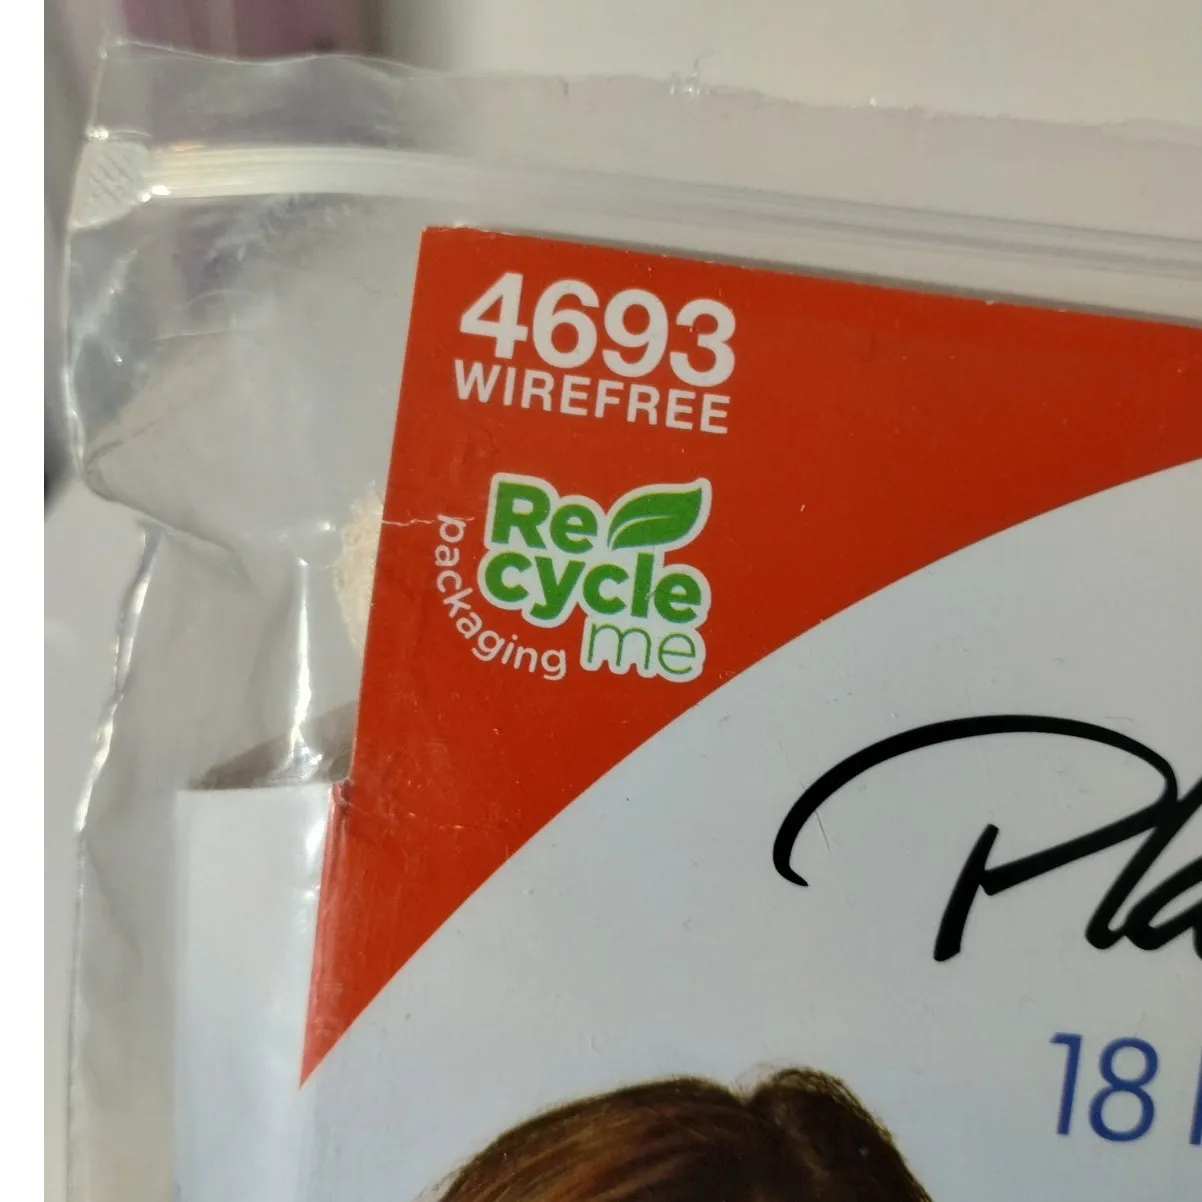 4693
WIREFREE
Re
cycle
me
packaging
18